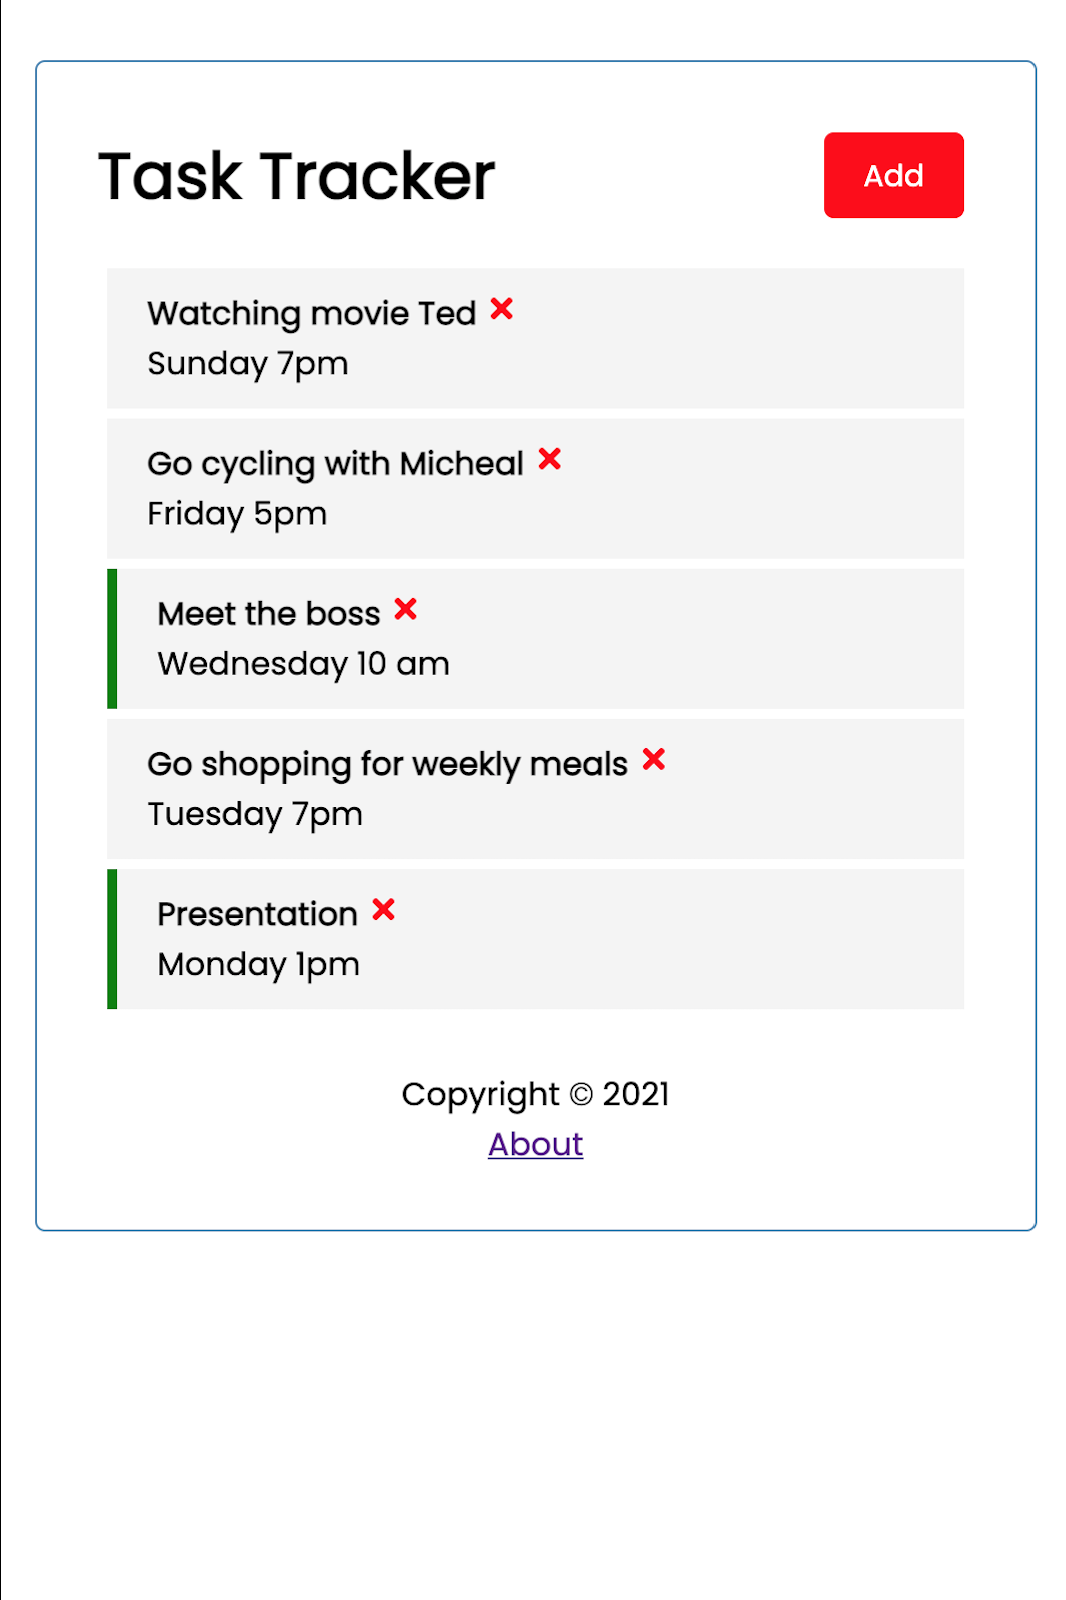 Task Tracker
Add
Watching movie Ted
Sunday 7pm
Go cycling with Micheal
Friday 5pm
Meet the boss
Wednesday 10 am
Go shopping for weekly meals
Tuesday 7pm
Presentation
Monday 1pm
Copyright © 2021
About